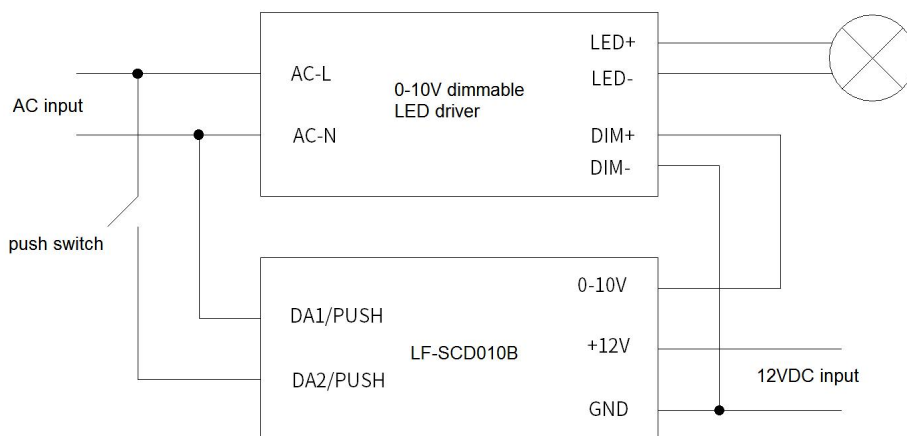 LED+
AC-L
0-10V dimmable
LED driver
LED-
AC input
AC-N
DIM+
DIM-
push switch
0-10V
DA1/PUSH
LF-SCD010B
+12V
DA2/PUSH
12VDC input
GND